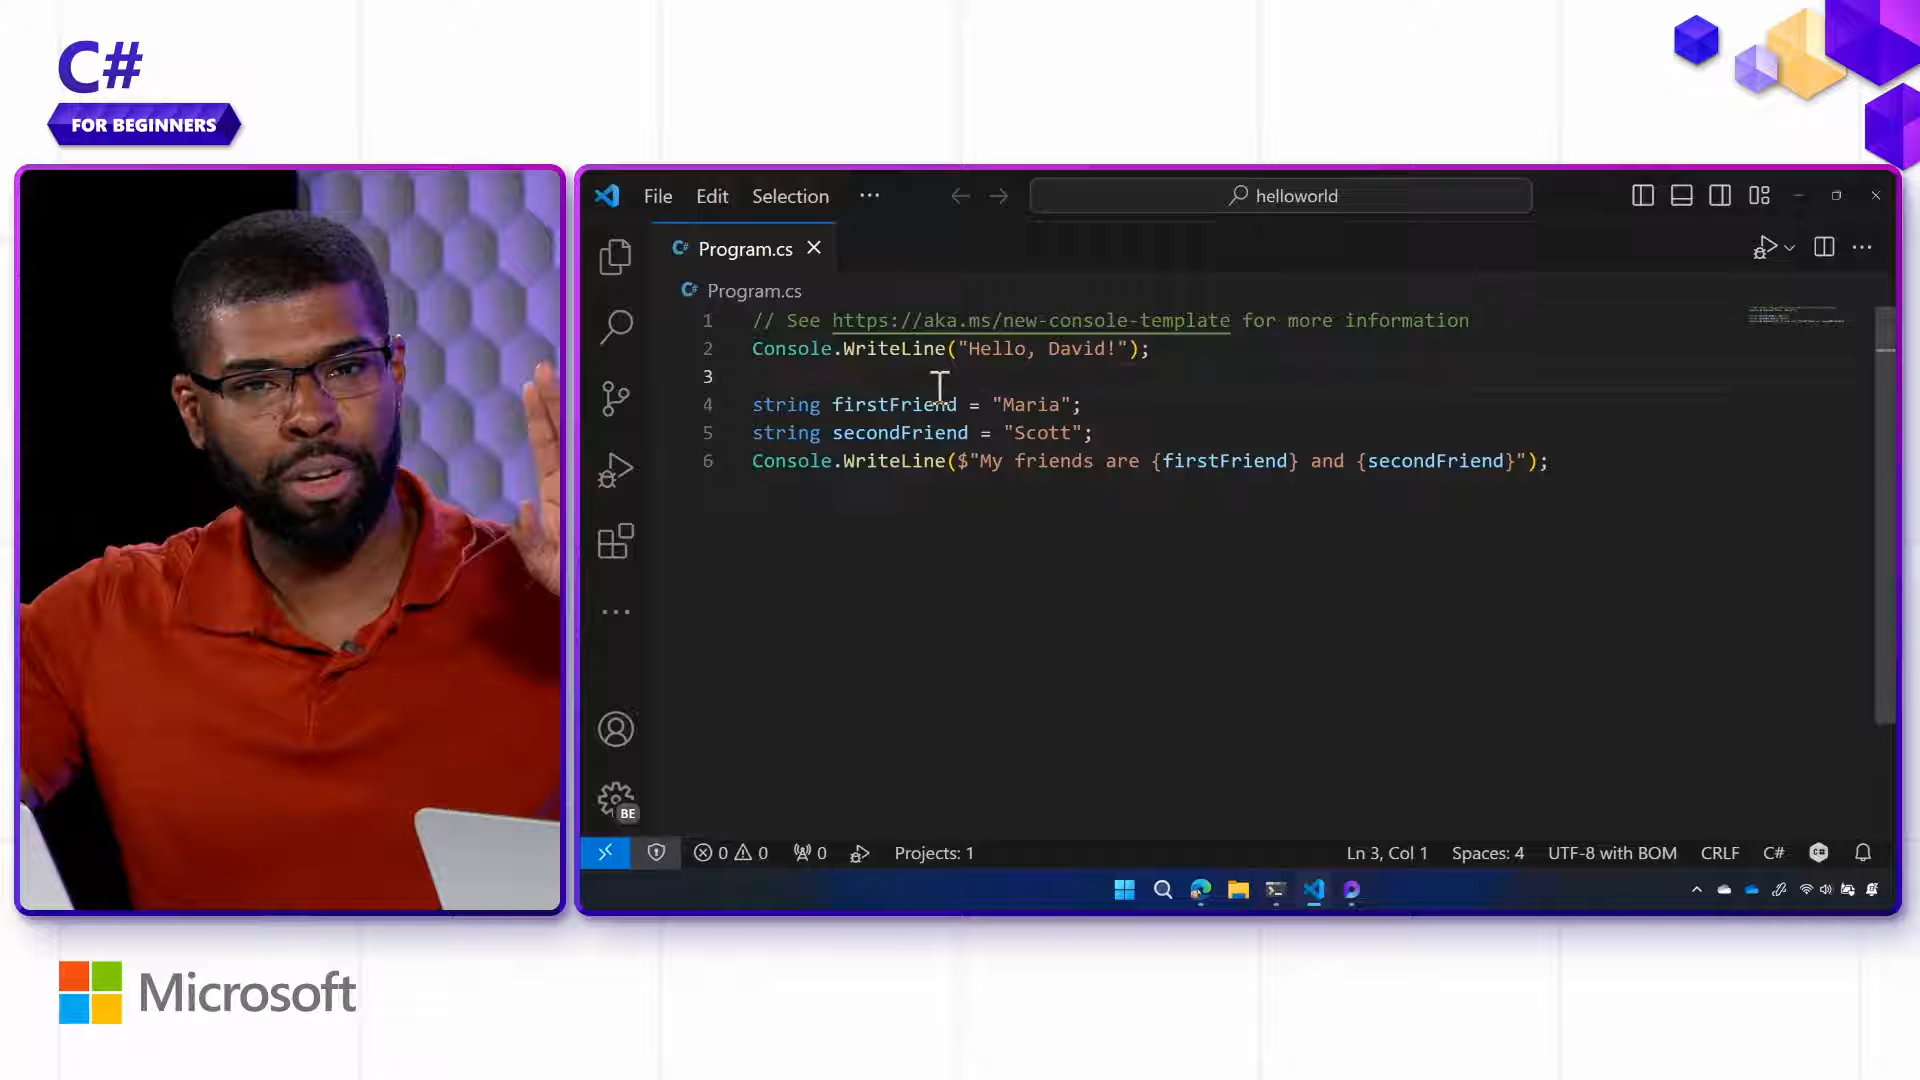 C#
FOR BEGINNERS
File Edit Selection ··· helloworld
Program.cs
Program.cs
1 // See https://aka.ms/new-console-template for more information
2 Console.WriteLine("Hello, David!");
3
4 string firstFriend = "Maria";
5 string secondFriend = "Scott";
6 Console.WriteLine($"My friends are {firstFriend} and {secondFriend}");
BE
0 0 0 Projects: 1 Ln 3, Col 1 Spaces: 4 UTF-8 with BOM CRLF C#
Microsoft